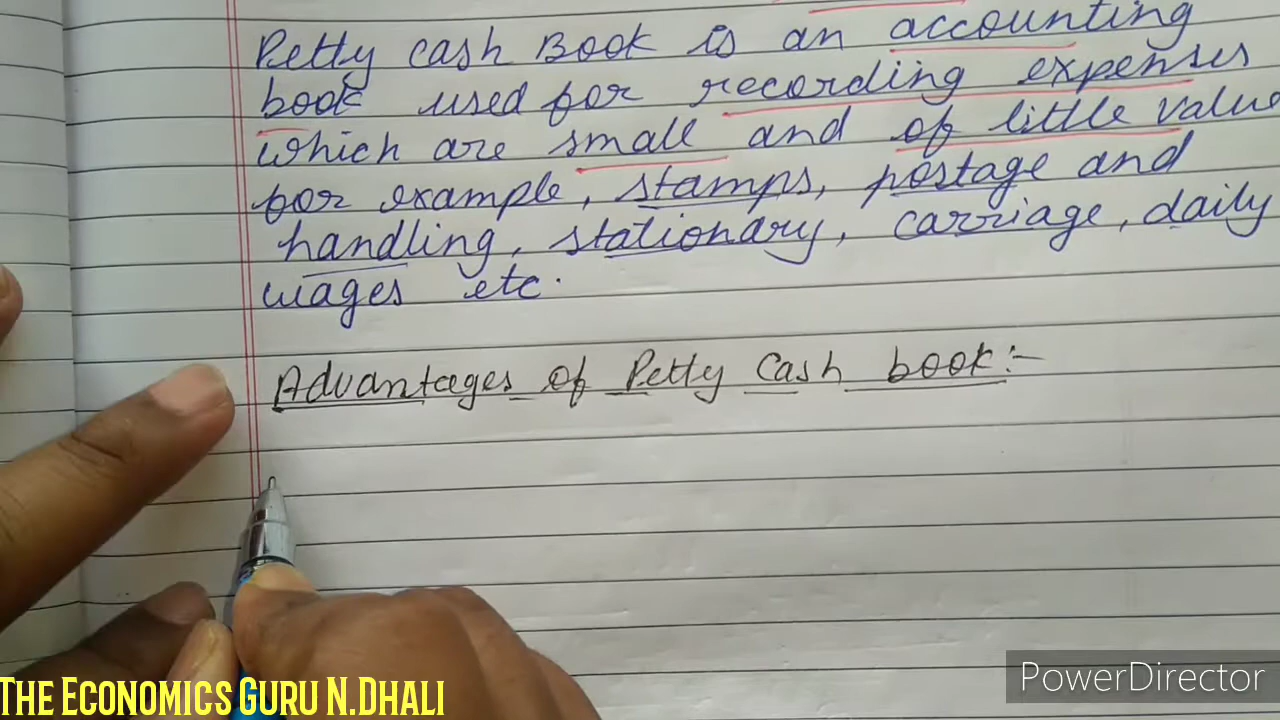 Petty cash Book is an accounting
book used for recording expenses
which are small and of little value
for example, stamps, postage and
handling, stationary, carriage, daily
wages etc.
Advantages of Petty Cash book:-
PowerDirector
THE ECONOMICS GURU N.DHALI